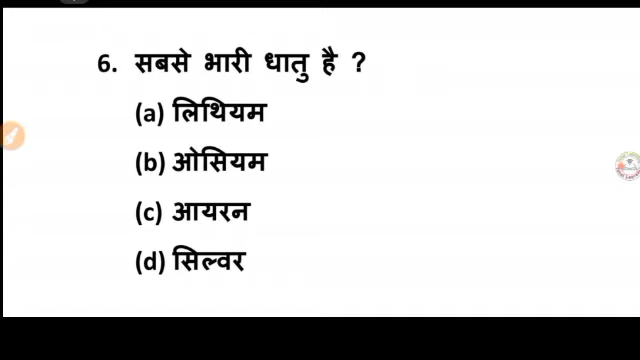 6. सबसे भारी धातु है ?
(a) लिथियम
(b) ओसियम
(c) आयरन
(d) सिल्वर